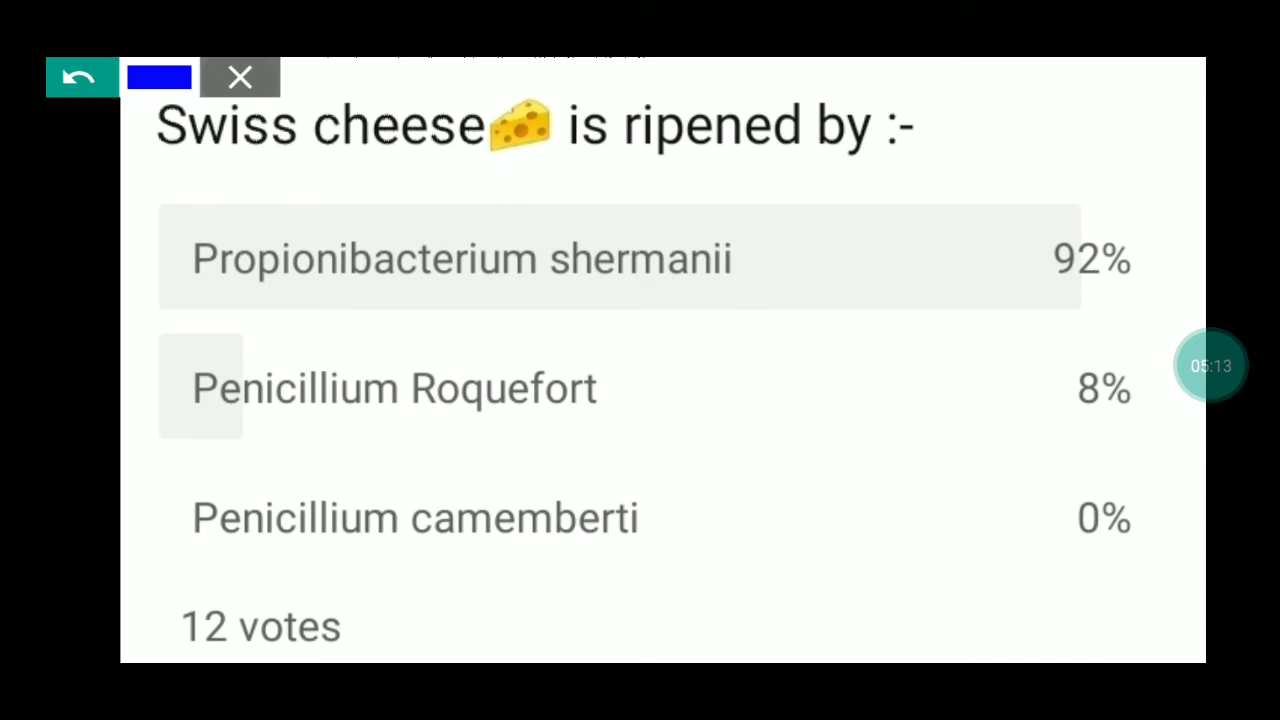 Swiss cheese🧀 is ripened by :-
Propionibacterium shermanii 92%
Penicillium Roquefort 8%
05:13
Penicillium camemberti 0%
12 votes